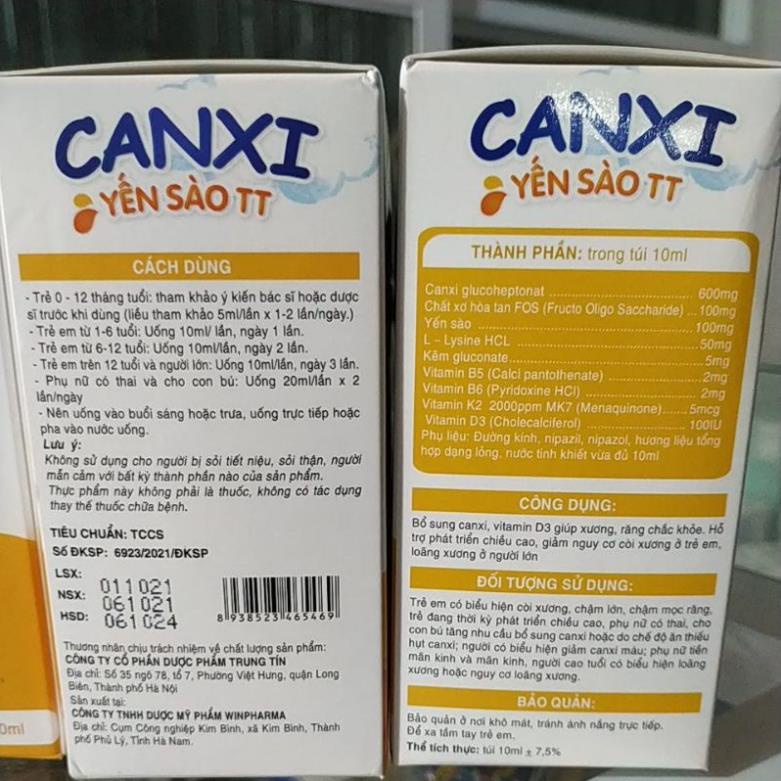 CANXI
YẾN SÀO TT
CÁCH DÙNG
- Trẻ 0 - 12 tháng tuổi: tham khảo ý kiến bác sĩ hoặc dược
sĩ trước khi dùng (liều tham khảo 5ml/lần x 1-2 lần/ngày.)
- Trẻ em từ 1-6 tuổi: Uống 10ml/ lần, ngày 1 lần.
- Trẻ em từ 6-12 tuổi: Uống 10ml/lần, ngày 2 lần.
- Trẻ em trên 12 tuổi và người lớn: Uống 10ml/lần, ngày 3 lần.
- Phụ nữ có thai và cho con bú: Uống 20ml/lần x 2
lần/ngày
- Nên uống vào buổi sáng hoặc trưa, uống trực tiếp hoặc
pha vào nước uống.
Lưu ý:
Không sử dụng cho người bị sỏi tiết niệu, sỏi thận, người
mẫn cảm với bất kỳ thành phần nào của sản phẩm.
Thực phẩm này không phải là thuốc, không có tác dụng
thay thế thuốc chữa bệnh.
TIÊU CHUẨN: TCCS
Số ĐKSP: 6923/2021/ĐKSP
LSX: 011021
NSX: 061021
HSD: 061024
8 938523 465469
Thương nhân chịu trách nhiệm về chất lượng sản phẩm:
CÔNG TY CỔ PHẦN DƯỢC PHẨM TRUNG TÍN
Địa chỉ: Số 35 ngõ 78, tổ 7, Phường Việt Hưng, quận Long
Biên, Thành phố Hà Nội
Sản xuất tại:
CÔNG TY TNHH DƯỢC MỸ PHẨM WINPHARMA
Địa chỉ: Cụm Công nghiệp Kim Bình, xã Kim Bình, Thành
phố Phủ Lý, Tỉnh Hà Nam.
0ml
CANXI
YẾN SÀO TT
THÀNH PHẦN: trong túi 10ml
Canxi glucoheptonat ... 600mg
Chất xơ hòa tan FOS (Fructo Oligo Saccharide) ... 100mg
Yến sào ... 100mg
L - Lysine HCL ... 50mg
Kẽm gluconate ... 5mg
Vitamin B5 (Calci pantothenate) ... 2mg
Vitamin B6 (Pyridoxine HCl) ... 2mg
Vitamin K2 2000ppm MK7 (Menaquinone) ... 5mcg
Vitamin D3 (Cholecalciferol) ... 100IU
Phụ liệu: Đường kính, nipazil, nipazol, hương liệu tổng
hợp dạng lỏng, nước tinh khiết vừa đủ 10ml
CÔNG DỤNG:
Bổ sung canxi, vitamin D3 giúp xương, răng chắc khỏe. Hỗ
trợ phát triển chiều cao, giảm nguy cơ còi xương ở trẻ em,
loãng xương ở người lớn
ĐỐI TƯỢNG SỬ DỤNG:
Trẻ em có biểu hiện còi xương, chậm lớn, chậm mọc răng,
trẻ đang thời kỳ phát triển chiều cao, phụ nữ có thai, cho
con bú tăng nhu cầu bổ sung canxi hoặc do chế độ ăn thiếu
hụt canxi; người có biểu hiện giảm canxi máu; phụ nữ tiền
mãn kinh và mãn kinh, người cao tuổi có biểu hiện loãng
xương hoặc nguy cơ loãng xương.
BẢO QUẢN:
Bảo quản ở nơi khô mát, tránh ánh nắng trực tiếp.
Để xa tầm tay trẻ em.
Thể tích thực: túi 10ml ± 7,5%